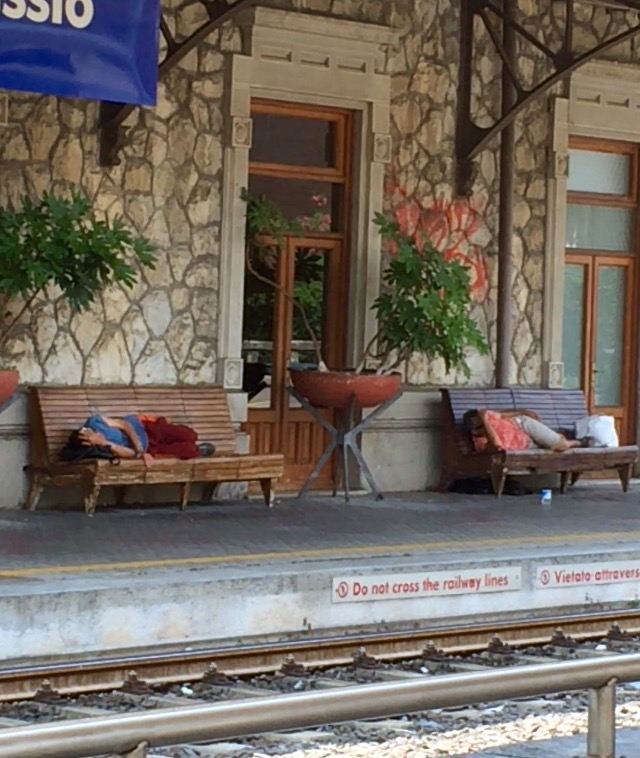 ssio
Do not cross the railway lines
Vietato attravers